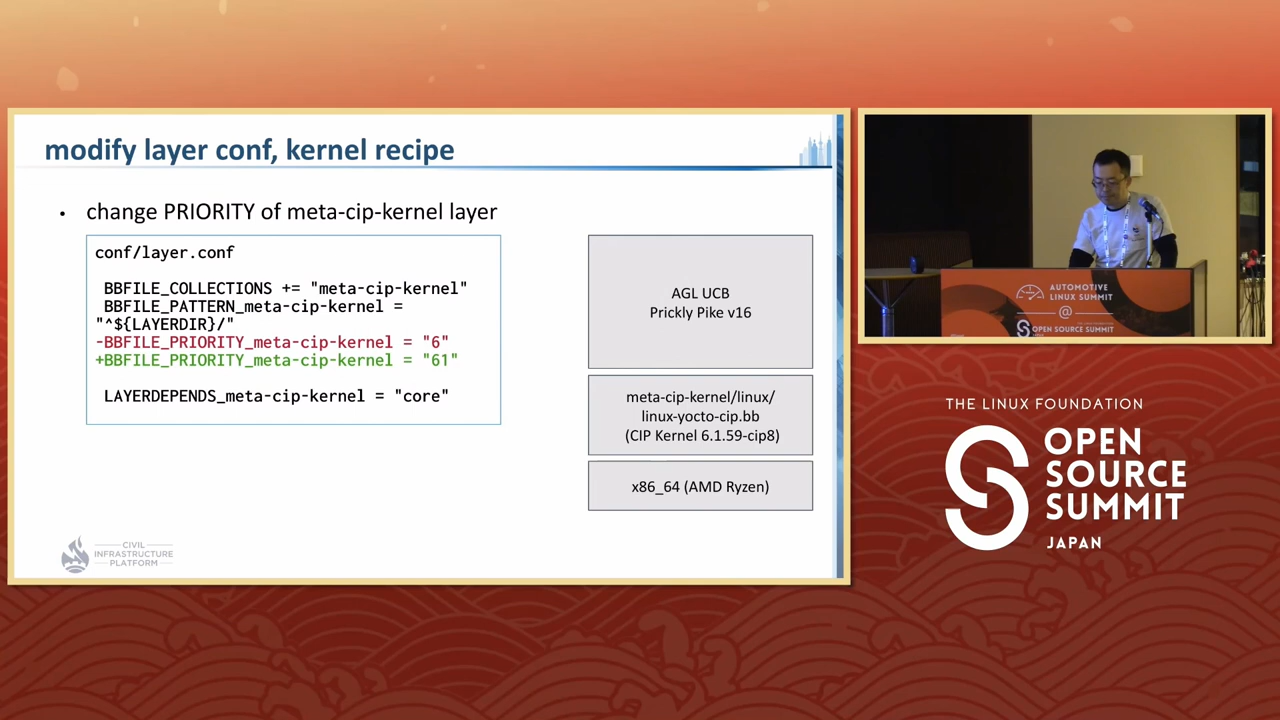 modify layer conf, kernel recipe
• change PRIORITY of meta-cip-kernel layer
conf/layer.conf
BBFILE_COLLECTIONS += "meta-cip-kernel"
BBFILE_PATTERN_meta-cip-kernel =
"^${LAYERDIR}/"
-BBFILE_PRIORITY_meta-cip-kernel = "6"
+BBFILE_PRIORITY_meta-cip-kernel = "61"
LAYERDEPENDS_meta-cip-kernel = "core"
AGL UCB
Prickly Pike v16
meta-cip-kernel/linux/
linux-yocto-cip.bb
(CIP Kernel 6.1.59-cip8)
x86_64 (AMD Ryzen)
CIVIL
INFRASTRUCTURE
PLATFORM
AUTOMOTIVE
LINUX SUMMIT
@
THE LINUX FOUNDATION
OPEN SOURCE SUMMIT
THE LINUX FOUNDATION
OPEN
SOURCE
SUMMIT
JAPAN